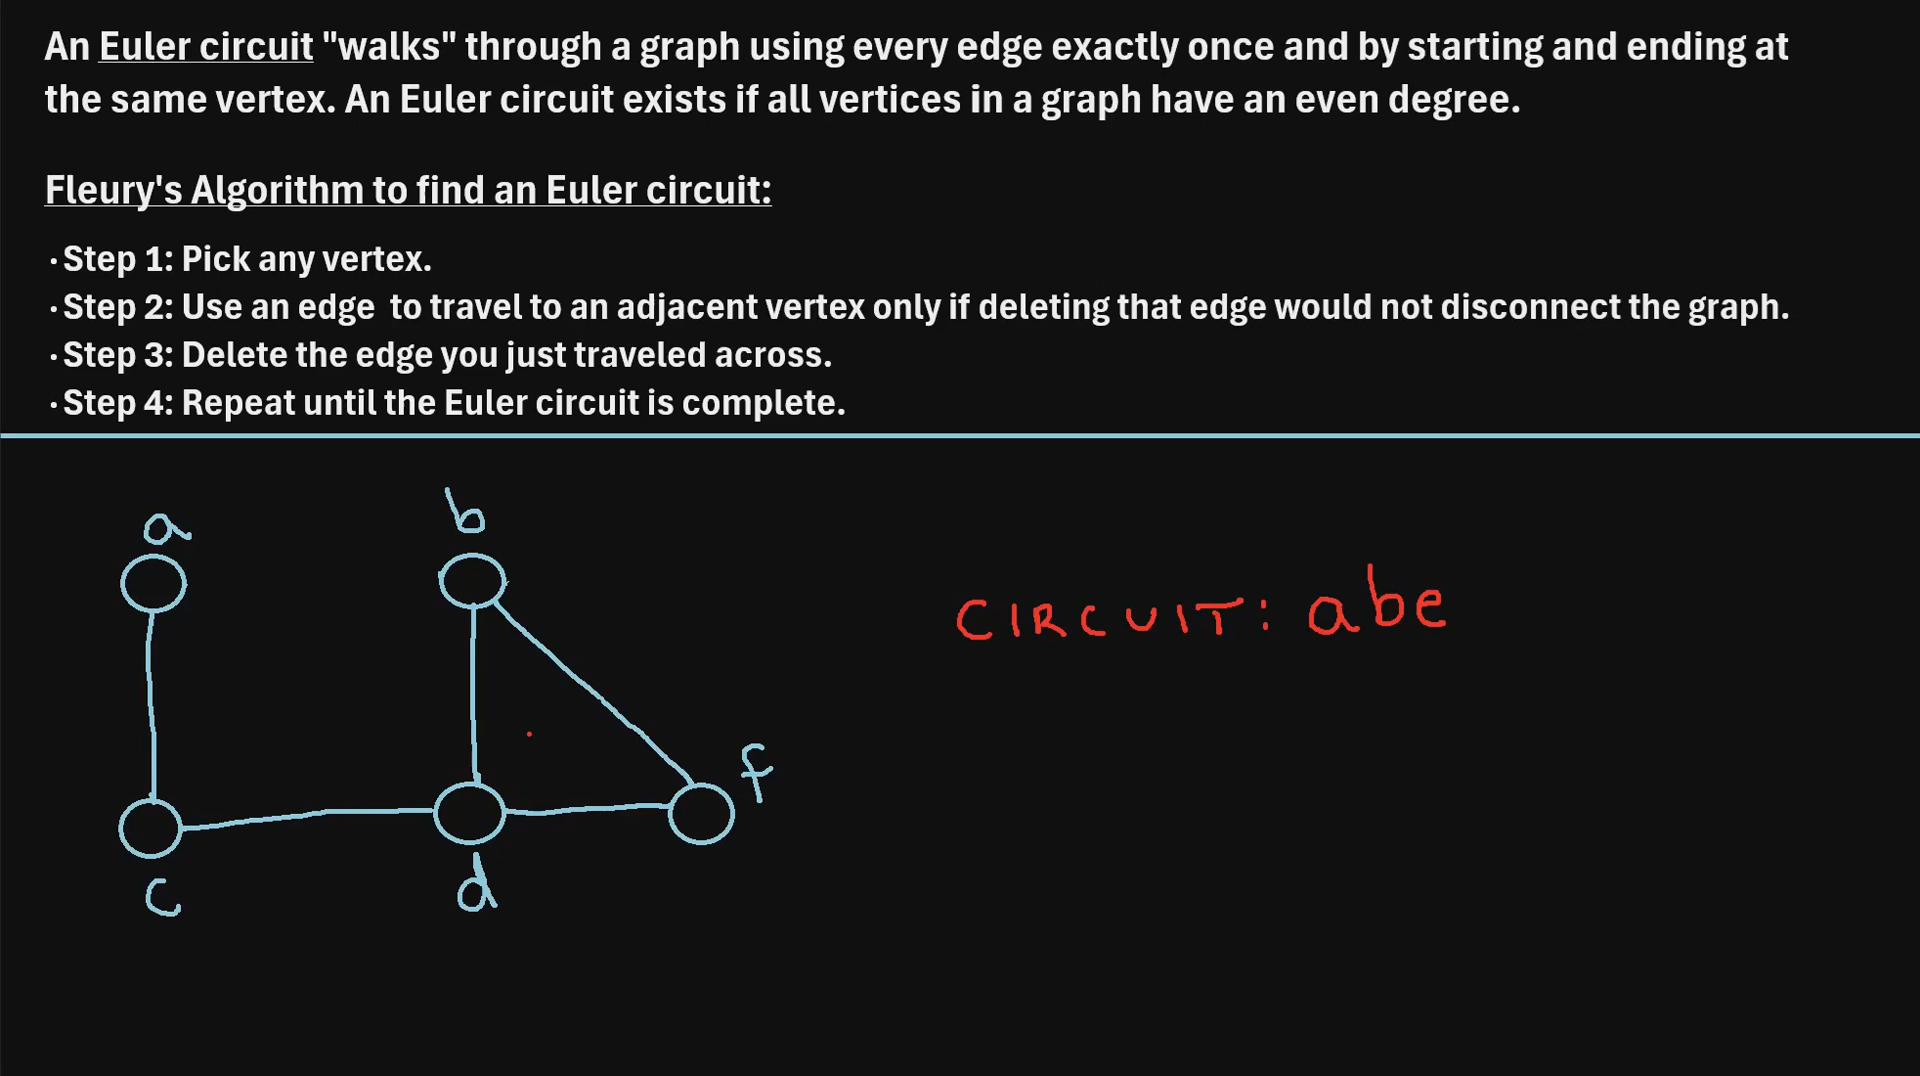 An Euler circuit "walks" through a graph using every edge exactly once and by starting and ending at
the same vertex. An Euler circuit exists if all vertices in a graph have an even degree.
Fleury's Algorithm to find an Euler circuit:
·Step 1: Pick any vertex.
·Step 2: Use an edge  to travel to an adjacent vertex only if deleting that edge would not disconnect the graph.
·Step 3: Delete the edge you just traveled across.
·Step 4: Repeat until the Euler circuit is complete.
a
b
CIRCUIT: abe
f
c
d